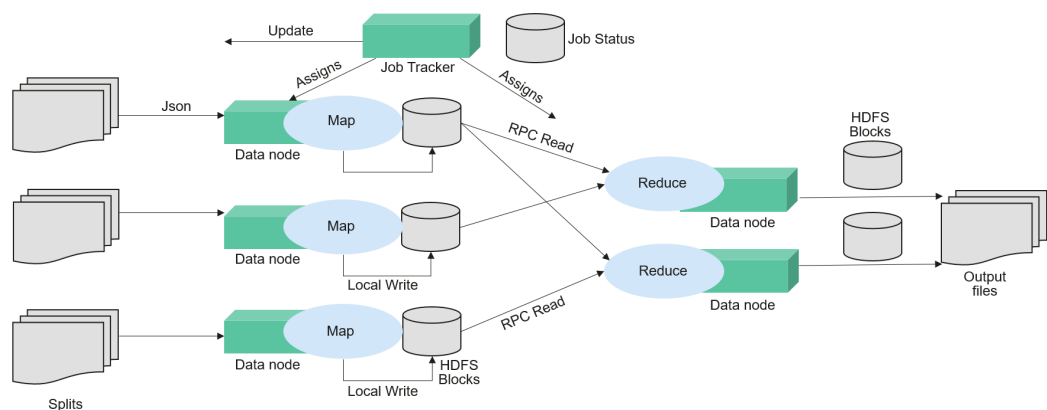 Update
Job Status
Job Tracker
Assigns
Assigns
Json
Map
Data node
RPC Read
HDFS
Blocks
Reduce
Data node
Map
Data node
Local Write
Reduce
Data node
Output
files
Map
RPC Read
Data node
HDFS
Blocks
Local Write
Splits